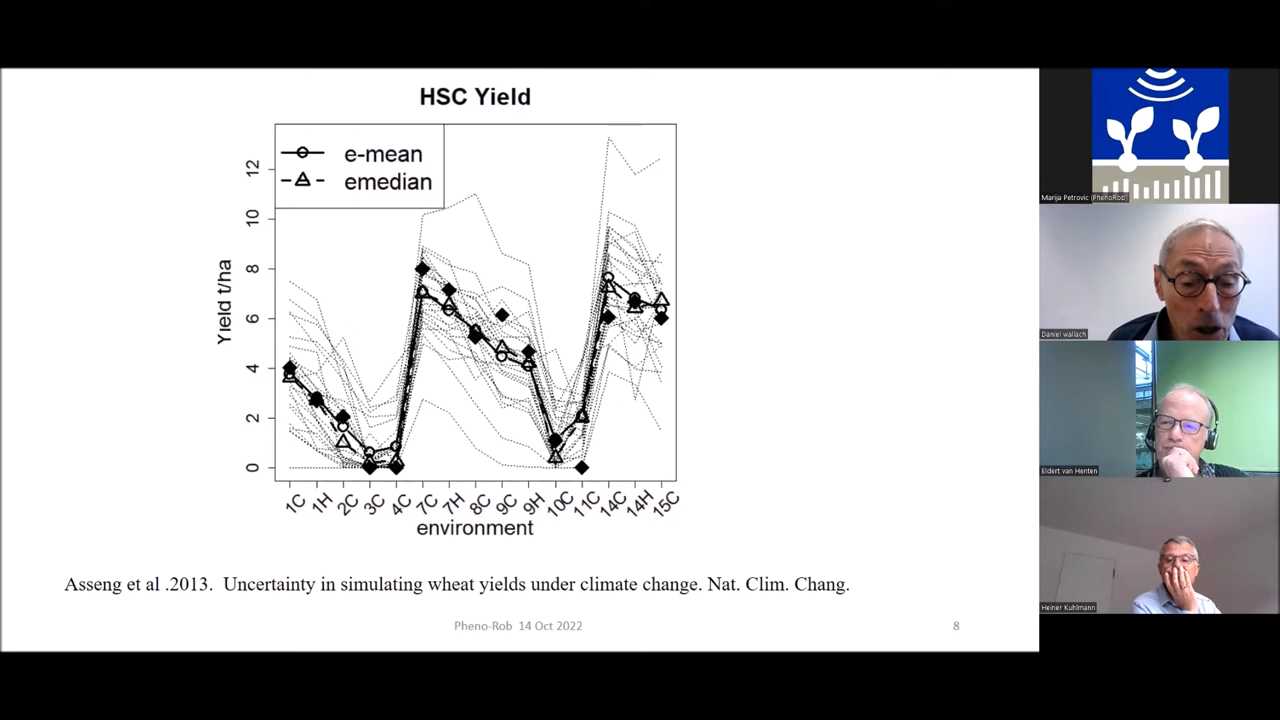 HSC Yield
e-mean
emedian
Yield t/ha
12
10
8
6
4
2
0
1C 1H 2C 3C 4C 7C 7H 8C 9C 9H 10C 11C 14C 14H 15C
environment
Asseng et al .2013. Uncertainty in simulating wheat yields under climate change. Nat. Clim. Chang.
Pheno-Rob 14 Oct 2022
8
Marija Petrovic (PhenoRob)
Daniel wallach
Eldert van Henten
Heiner Kuhlmann